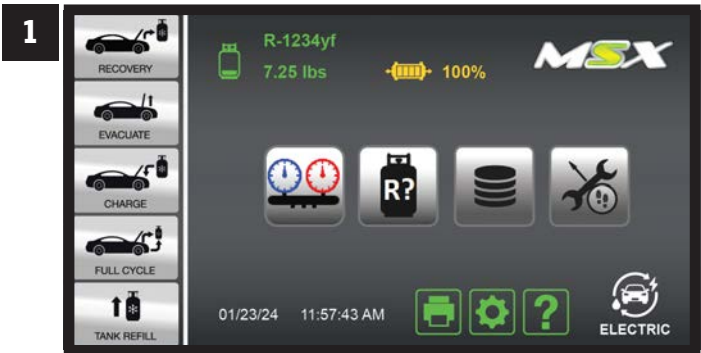 1
RECOVERY
EVACUATE
CHARGE
FULL CYCLE
TANK REFILL
R-1234yf
7.25 lbs
100%
MSX
R?
01/23/24 11:57:43 AM
?
ELECTRIC